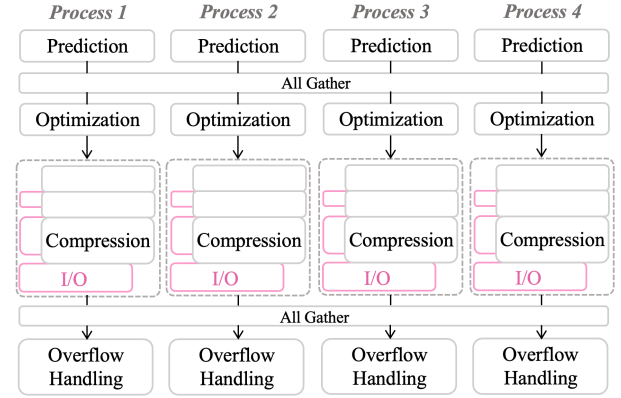 Process 1 Process 2 Process 3 Process 4
Prediction Prediction Prediction Prediction
All Gather
Optimization Optimization Optimization Optimization
Compression Compression Compression Compression
I/O I/O I/O I/O
All Gather
Overflow Overflow Overflow Overflow
Handling Handling Handling Handling